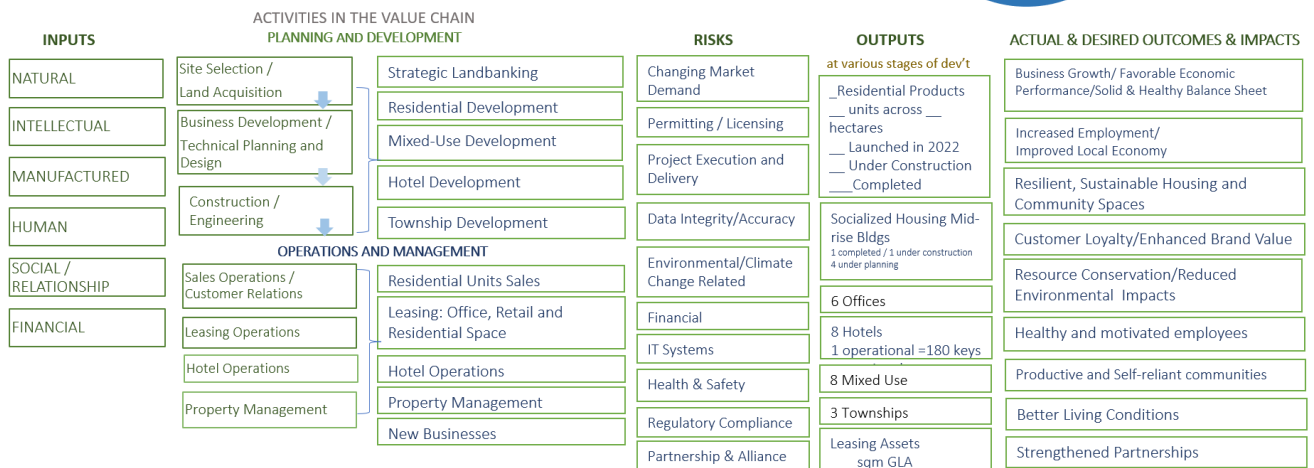 ACTIVITIES IN THE VALUE CHAIN
PLANNING AND DEVELOPMENT
INPUTS
NATURAL
INTELLECTUAL
MANUFACTURED
HUMAN
SOCIAL /
RELATIONSHIP
FINANCIAL
Site Selection /
Land Acquisition
Business Development /
Technical Planning and
Design
Construction /
Engineering
Strategic Landbanking
Residential Development
Mixed-Use Development
Hotel Development
Township Development
OPERATIONS AND MANAGEMENT
Sales Operations /
Customer Relations
Leasing Operations
Hotel Operations
Property Management
Residential Units Sales
Leasing: Office, Retail and
Residential Space
Hotel Operations
Property Management
New Businesses
RISKS
Changing Market
Demand
Permitting / Licensing
Project Execution and
Delivery
Data Integrity/Accuracy
Environmental/Climate
Change Related
Financial
IT Systems
Health & Safety
Regulatory Compliance
Partnership & Alliance
OUTPUTS
at various stages of dev't
_Residential Products
__ units across __
hectares
__ Launched in 2022
__ Under Construction
___Completed
Socialized Housing Mid-
rise Bldgs
1 completed / 1 under construction
4 under planning
6 Offices
8 Hotels
1 operational =180 keys
8 Mixed Use
3 Townships
Leasing Assets
sqm GLA
ACTUAL & DESIRED OUTCOMES & IMPACTS
Business Growth/ Favorable Economic
Performance/Solid & Healthy Balance Sheet
Increased Employment/
Improved Local Economy
Resilient, Sustainable Housing and
Community Spaces
Customer Loyalty/Enhanced Brand Value
Resource Conservation/Reduced
Environmental Impacts
Healthy and motivated employees
Productive and Self-reliant communities
Better Living Conditions
Strengthened Partnerships